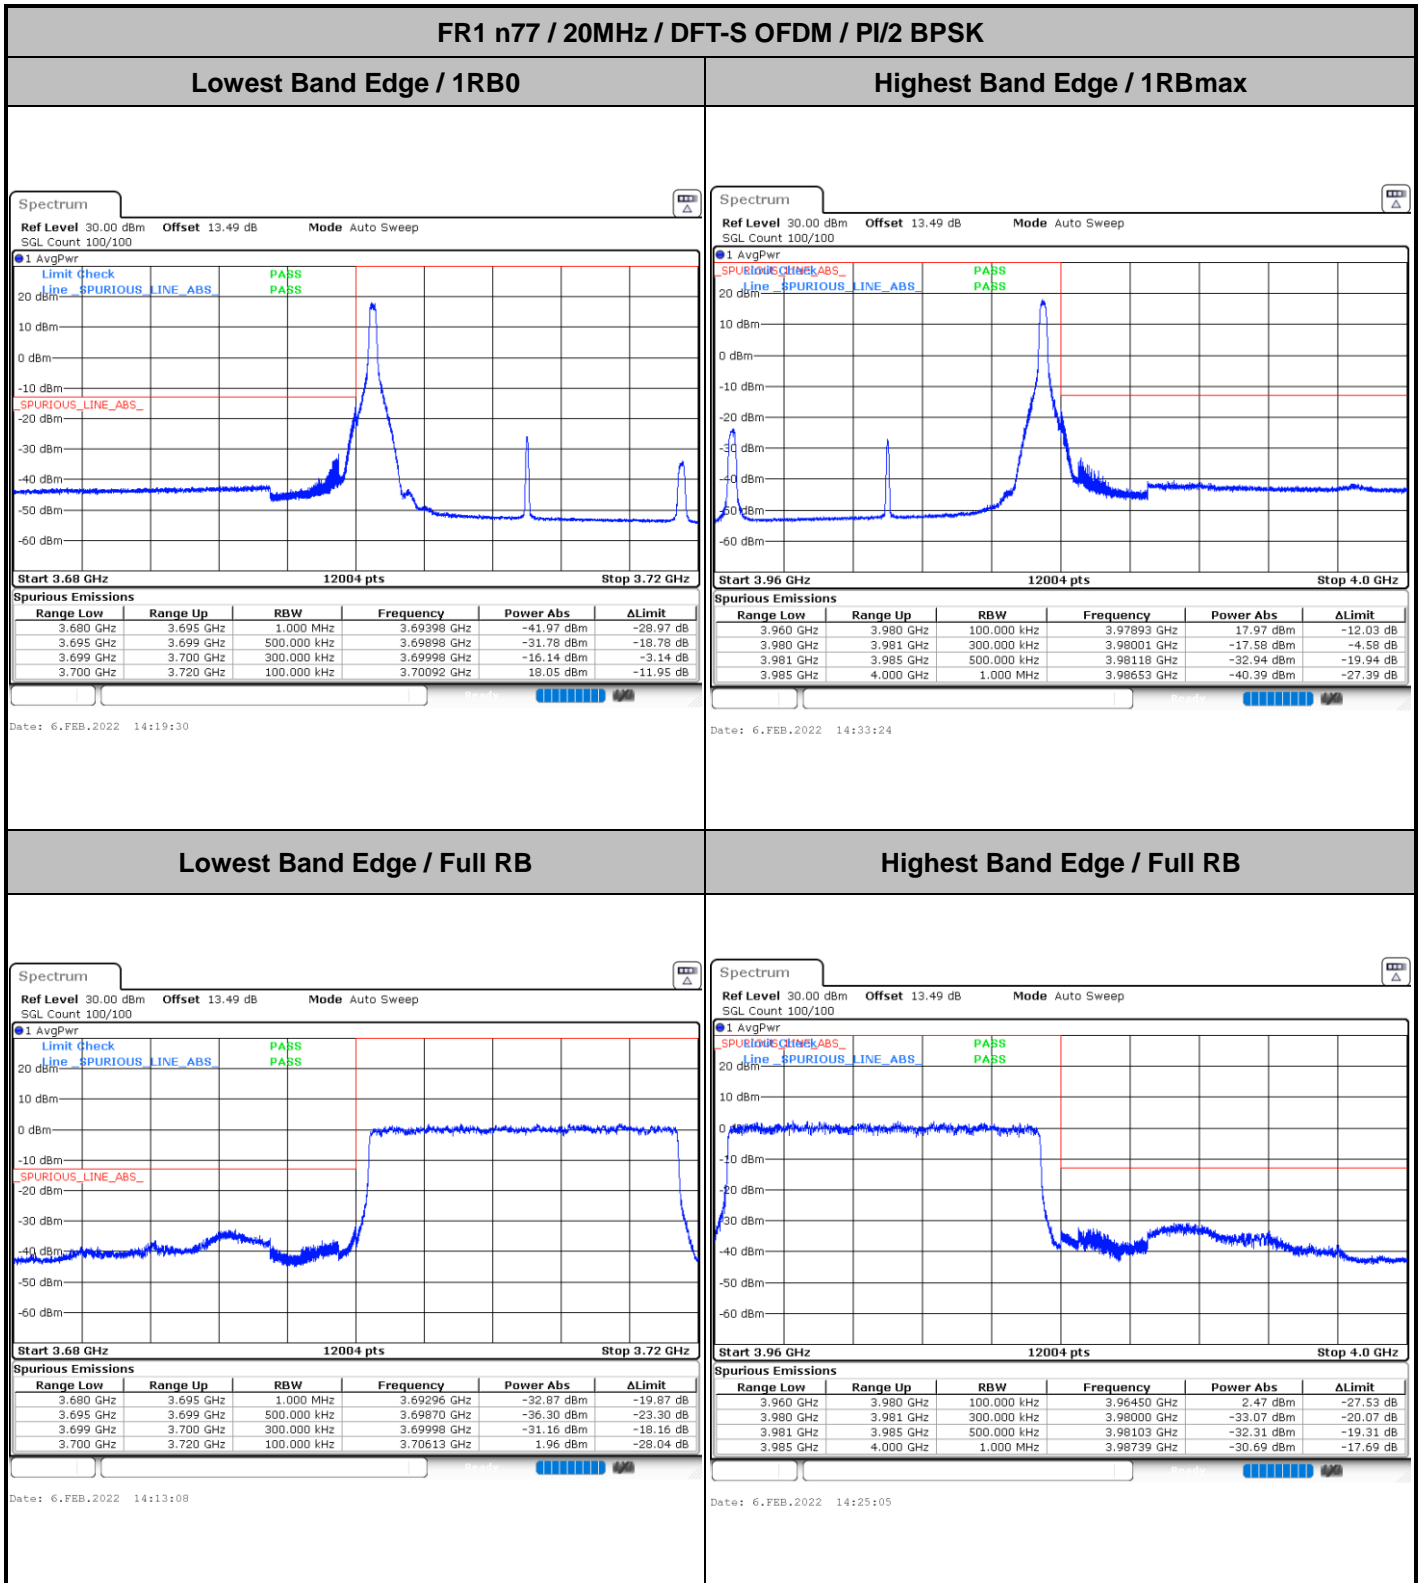 FR1 n77 / 20MHz / DFT-S OFDM / PI/2 BPSK
Lowest Band Edge / 1RB0
Highest Band Edge / 1RBmax
Spectrum
Ref Level 30.00 dBm Offset 13.49 dB Mode Auto Sweep
SGL Count 100/100
1 AvgPwr
Limit Check PASS
Line _SPURIOUS_LINE_ABS_ PASS
20 dBm
10 dBm
0 dBm
-10 dBm
_SPURIOUS_LINE_ABS_
-20 dBm
-30 dBm
-40 dBm
-50 dBm
-60 dBm
Start 3.68 GHz 12004 pts Stop 3.72 GHz
Spurious Emissions
Range Low Range Up RBW Frequency Power Abs ΔLimit
3.680 GHz 3.695 GHz 1.000 MHz 3.69398 GHz -41.97 dBm -28.97 dB
3.695 GHz 3.699 GHz 500.000 kHz 3.69898 GHz -31.78 dBm -18.78 dB
3.699 GHz 3.700 GHz 300.000 kHz 3.69998 GHz -16.14 dBm -3.14 dB
3.700 GHz 3.720 GHz 100.000 kHz 3.70092 GHz 18.05 dBm -11.95 dB
Ready
Date: 6.FEB.2022 14:19:30
Spectrum
Ref Level 30.00 dBm Offset 13.49 dB Mode Auto Sweep
SGL Count 100/100
1 AvgPwr
_SPURIOUS_LINE_ABS_
Limit Check PASS
Line _SPURIOUS_LINE_ABS_ PASS
20 dBm
10 dBm
0 dBm
-10 dBm
-20 dBm
-30 dBm
-40 dBm
-50 dBm
-60 dBm
Start 3.96 GHz 12004 pts Stop 4.0 GHz
Spurious Emissions
Range Low Range Up RBW Frequency Power Abs ΔLimit
3.960 GHz 3.980 GHz 100.000 kHz 3.97893 GHz 17.97 dBm -12.03 dB
3.980 GHz 3.981 GHz 300.000 kHz 3.98001 GHz -17.58 dBm -4.58 dB
3.981 GHz 3.985 GHz 500.000 kHz 3.98118 GHz -32.94 dBm -19.94 dB
3.985 GHz 4.000 GHz 1.000 MHz 3.98653 GHz -40.39 dBm -27.39 dB
Ready
Date: 6.FEB.2022 14:33:24
Lowest Band Edge / Full RB
Highest Band Edge / Full RB
Spectrum
Ref Level 30.00 dBm Offset 13.49 dB Mode Auto Sweep
SGL Count 100/100
1 AvgPwr
Limit Check PASS
Line _SPURIOUS_LINE_ABS_ PASS
20 dBm
10 dBm
0 dBm
-10 dBm
_SPURIOUS_LINE_ABS_
-20 dBm
-30 dBm
-40 dBm
-50 dBm
-60 dBm
Start 3.68 GHz 12004 pts Stop 3.72 GHz
Spurious Emissions
Range Low Range Up RBW Frequency Power Abs ΔLimit
3.680 GHz 3.695 GHz 1.000 MHz 3.69296 GHz -32.87 dBm -19.87 dB
3.695 GHz 3.699 GHz 500.000 kHz 3.69870 GHz -36.30 dBm -23.30 dB
3.699 GHz 3.700 GHz 300.000 kHz 3.69998 GHz -31.16 dBm -18.16 dB
3.700 GHz 3.720 GHz 100.000 kHz 3.70613 GHz 1.96 dBm -28.04 dB
Ready
Date: 6.FEB.2022 14:13:08
Spectrum
Ref Level 30.00 dBm Offset 13.49 dB Mode Auto Sweep
SGL Count 100/100
1 AvgPwr
_SPURIOUS_LINE_ABS_
Limit Check PASS
Line _SPURIOUS_LINE_ABS_ PASS
20 dBm
10 dBm
0 dBm
-10 dBm
-20 dBm
-30 dBm
-40 dBm
-50 dBm
-60 dBm
Start 3.96 GHz 12004 pts Stop 4.0 GHz
Spurious Emissions
Range Low Range Up RBW Frequency Power Abs ΔLimit
3.960 GHz 3.980 GHz 100.000 kHz 3.96450 GHz 2.47 dBm -27.53 dB
3.980 GHz 3.981 GHz 300.000 kHz 3.98000 GHz -33.07 dBm -20.07 dB
3.981 GHz 3.985 GHz 500.000 kHz 3.98103 GHz -32.31 dBm -19.31 dB
3.985 GHz 4.000 GHz 1.000 MHz 3.98739 GHz -30.69 dBm -17.69 dB
Ready
Date: 6.FEB.2022 14:25:05